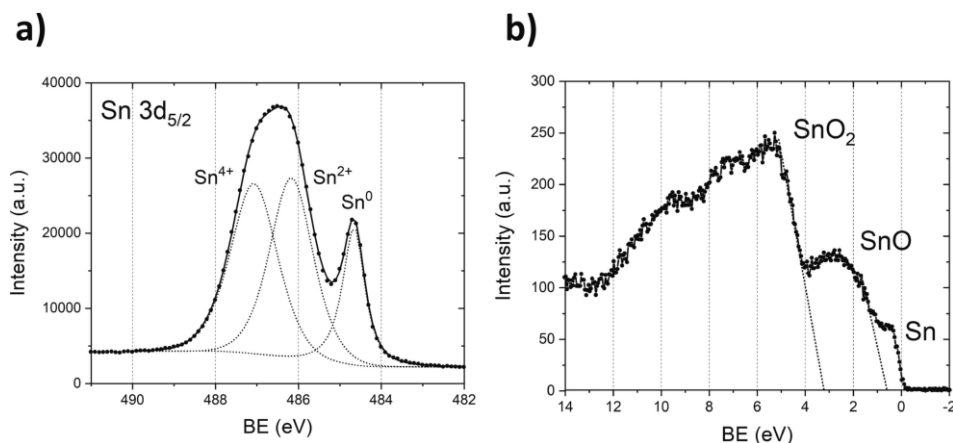 a)
40000
30000
20000
10000
0
Intensity (a.u.)
Sn 3d5/2
Sn4+
Sn2+
Sn0
490 488 486 484 482
BE (eV)
b)
300
250
200
150
100
50
0
Intensity (a.u.)
SnO2
SnO
Sn
14 12 10 8 6 4 2 0 -2
BE (eV)